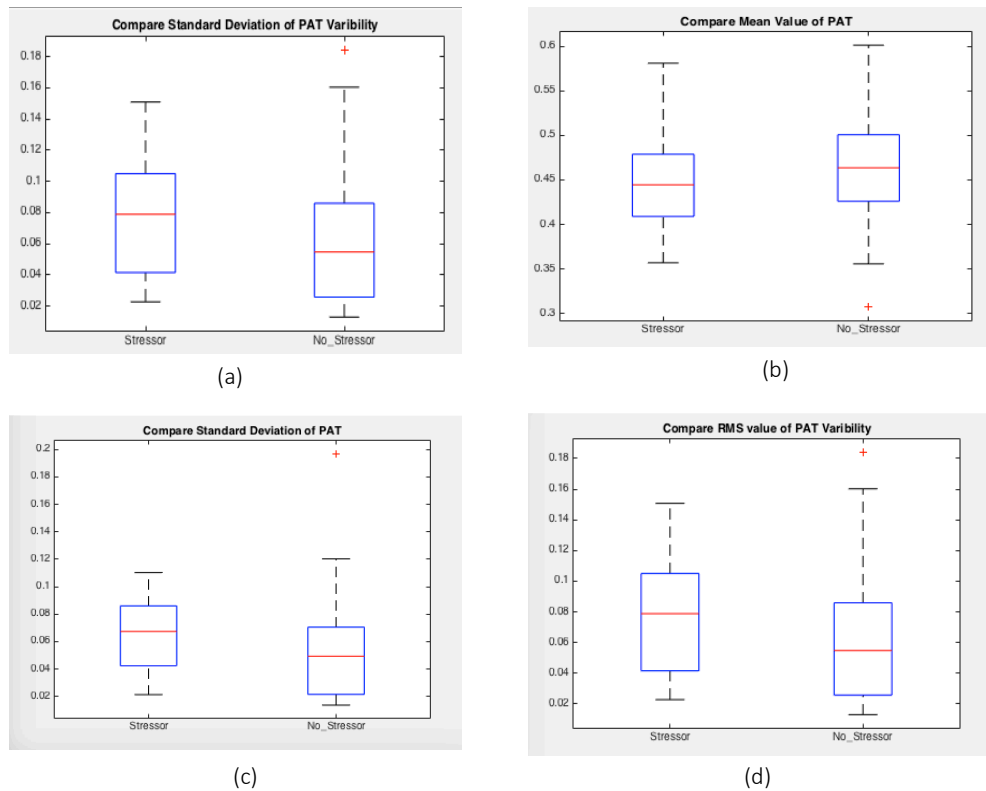 Compare Standard Deviation of PAT Varibility
0.18
0.16
0.14
0.12
0.1
0.08
0.06
0.04
0.02
Stressor No_Stressor
(a)
Compare Mean Value of PAT
0.6
0.55
0.5
0.45
0.4
0.35
0.3
Stressor No_Stressor
(b)
Compare Standard Deviation of PAT
0.2
0.18
0.16
0.14
0.12
0.1
0.08
0.06
0.04
0.02
Stressor No_Stressor
(c)
Compare RMS value of PAT Varibility
0.18
0.16
0.14
0.12
0.1
0.08
0.06
0.04
0.02
Stressor No_Stressor
(d)